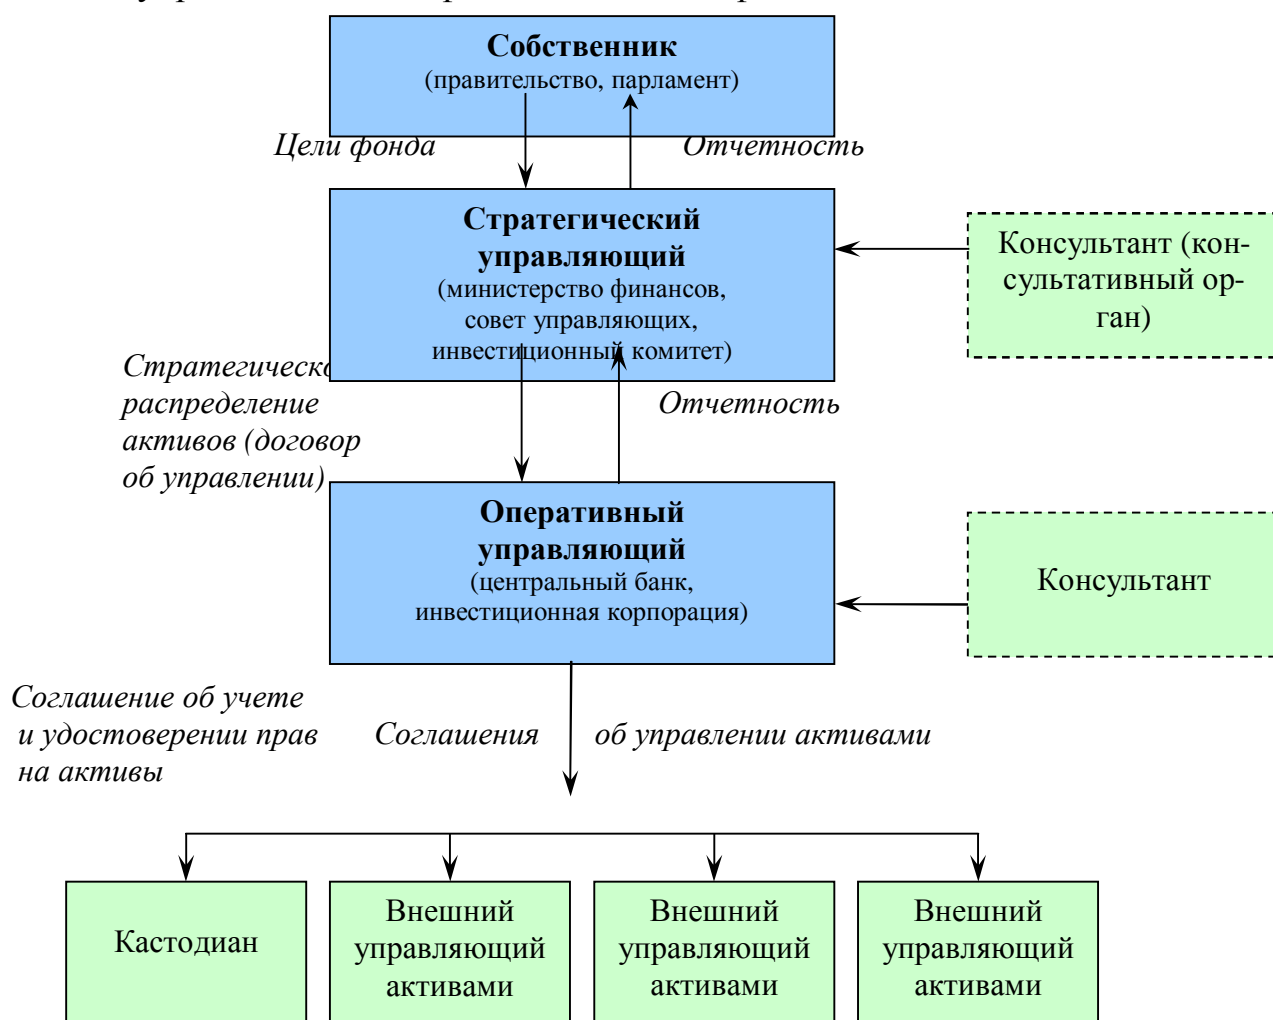 Собственник
(правительство, парламент)
Цели фонда
Отчетность
Стратегический
управляющий
(министерство финансов,
совет управляющих,
инвестиционный комитет)
Консультант (кон-
сультативный ор-
ган)
Стратегическо
распределение
активов (договор
об управлении)
Отчетность
Оперативный
управляющий
(центральный банк,
инвестиционная корпорация)
Консультант
Соглашение об учете
и удостоверении прав
на активы
Соглашения об управлении активами
Кастодиан
Внешний
управляющий
активами
Внешний
управляющий
активами
Внешний
управляющий
активами